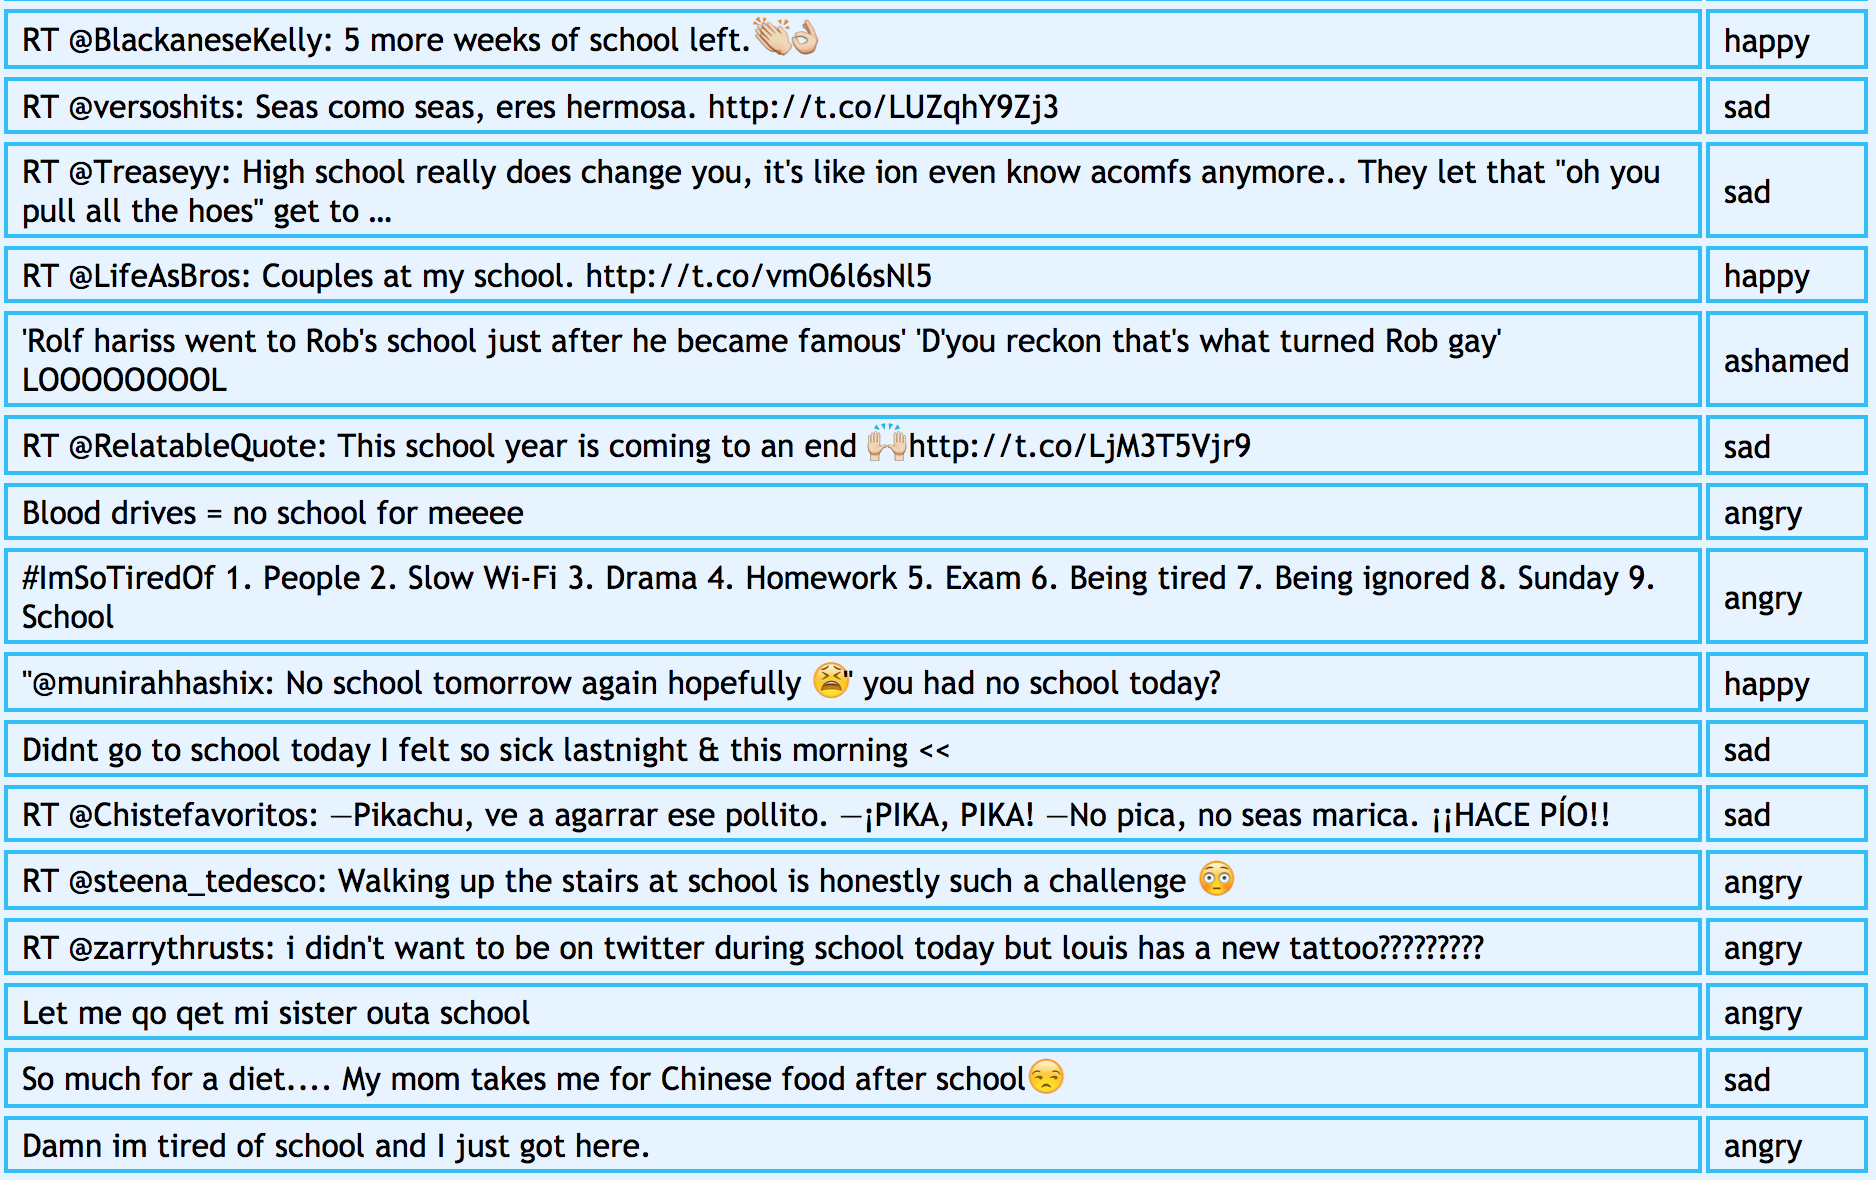 RT @BlackaneseKelly: 5 more weeks of school left.👏👌 happy
RT @versoshits: Seas como seas, eres hermosa. http://t.co/LUZqhY9Zj3 sad
RT @Treaseyy: High school really does change you, it's like ion even know acomfs anymore.. They let that "oh you
pull all the hoes" get to ... sad
RT @LifeAsBros: Couples at my school. http://t.co/vmO6l6sNl5 happy
'Rolf hariss went to Rob's school just after he became famous' 'D'you reckon that's what turned Rob gay'
LOOOOOOOOL ashamed
RT @RelatableQuote: This school year is coming to an end 🙌http://t.co/LjM3T5Vjr9 sad
Blood drives = no school for meeee angry
#ImSoTiredOf 1. People 2. Slow Wi-Fi 3. Drama 4. Homework 5. Exam 6. Being tired 7. Being ignored 8. Sunday 9.
School angry
"@munirahhashix: No school tomorrow again hopefully 😫" you had no school today? happy
Didnt go to school today I felt so sick lastnight & this morning << sad
RT @Chistefavoritos: —Pikachu, ve a agarrar ese pollito. —¡PIKA, PIKA! —No pica, no seas marica. ¡¡HACE PÍO!! sad
RT @steena_tedesco: Walking up the stairs at school is honestly such a challenge 😳 angry
RT @zarrythrusts: i didn't want to be on twitter during school today but louis has a new tattoo????????? angry
Let me qo qet mi sister outa school angry
So much for a diet.... My mom takes me for Chinese food after school😒 sad
Damn im tired of school and I just got here. angry